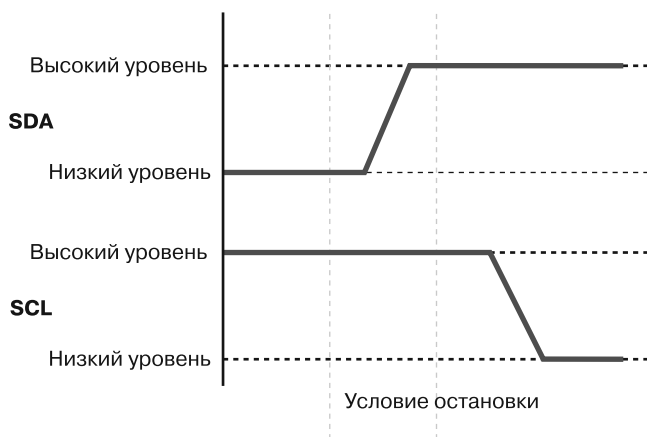 Высокий уровень
SDA
Низкий уровень
Высокий уровень
SCL
Низкий уровень
Условие остановки